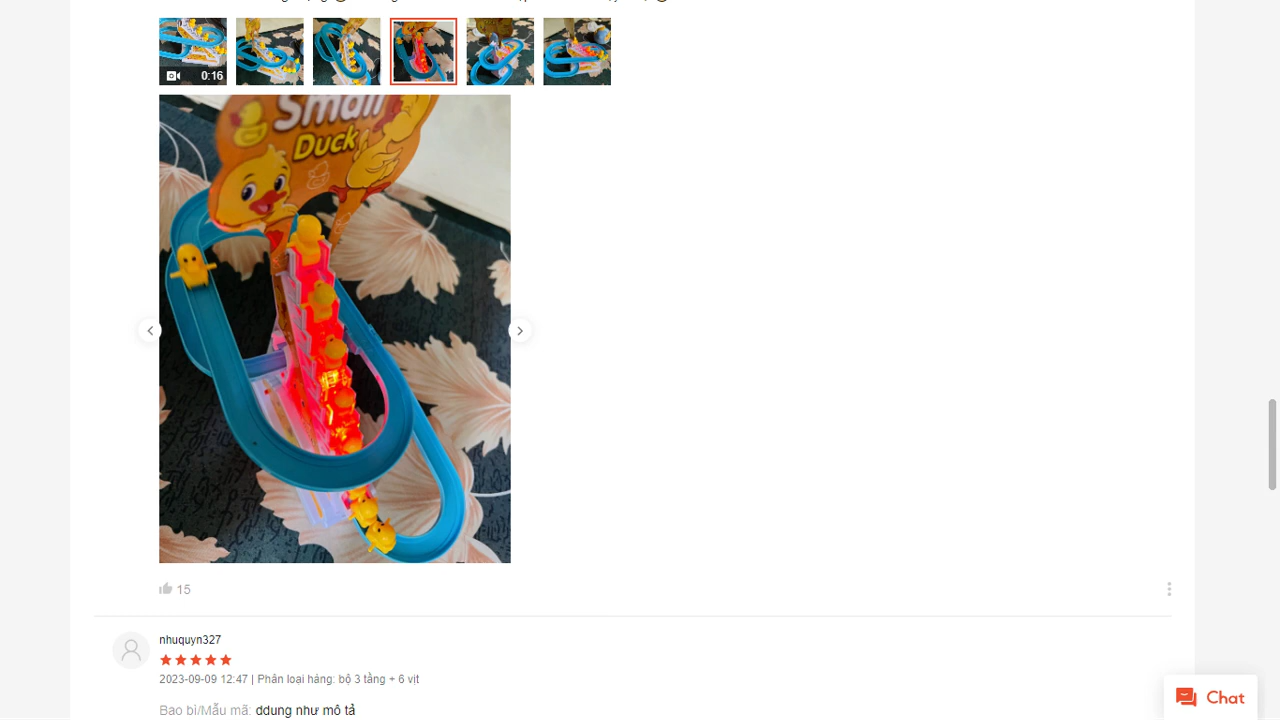 0:16
Small
Duck
15
nhuquyn327
2023-09-09 12:47 | Phân loại hàng: bộ 3 tầng + 6 vịt
Bao bì/Mẫu mã: ddung như mô tả
Chat